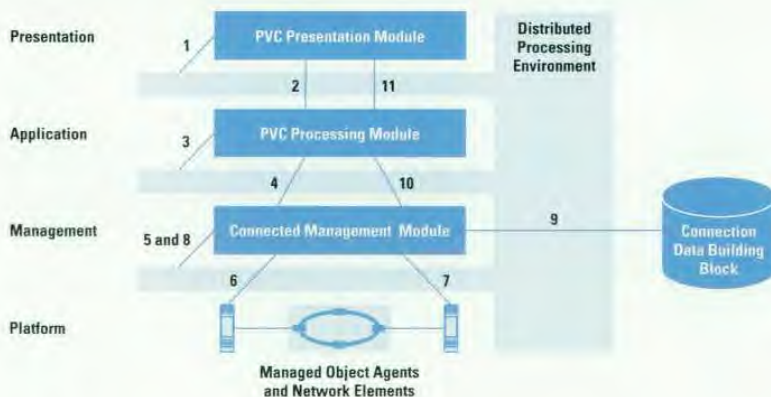 Presentation
1
PVC Presentation Module
Distributed
Processing
Environment
2
11
Application
3
PVC Processing Module
4
10
Management
5 and 8
Connected Management Module
9
Connection
Data Building
Block
6
7
Platform
Managed Object Agents
and Network Elements